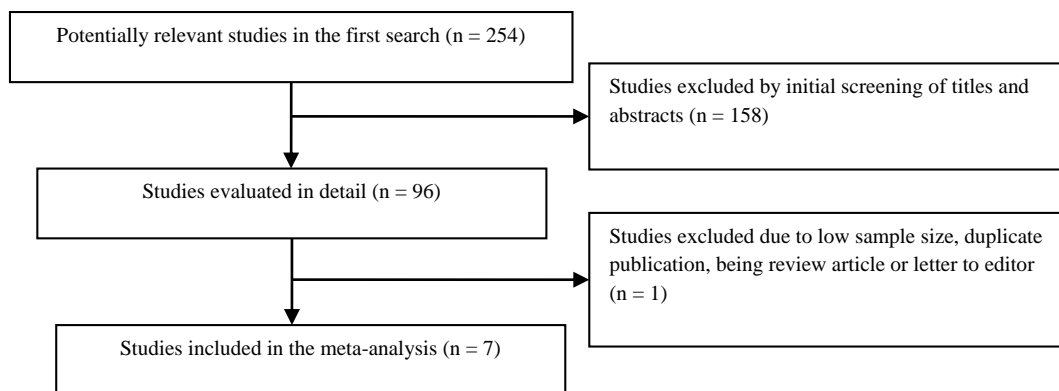 Potentially relevant studies in the first search (n = 254)
Studies excluded by initial screening of titles and
abstracts (n = 158)
Studies evaluated in detail (n = 96)
Studies excluded due to low sample size, duplicate
publication, being review article or letter to editor
(n = 1)
Studies included in the meta-analysis (n = 7)